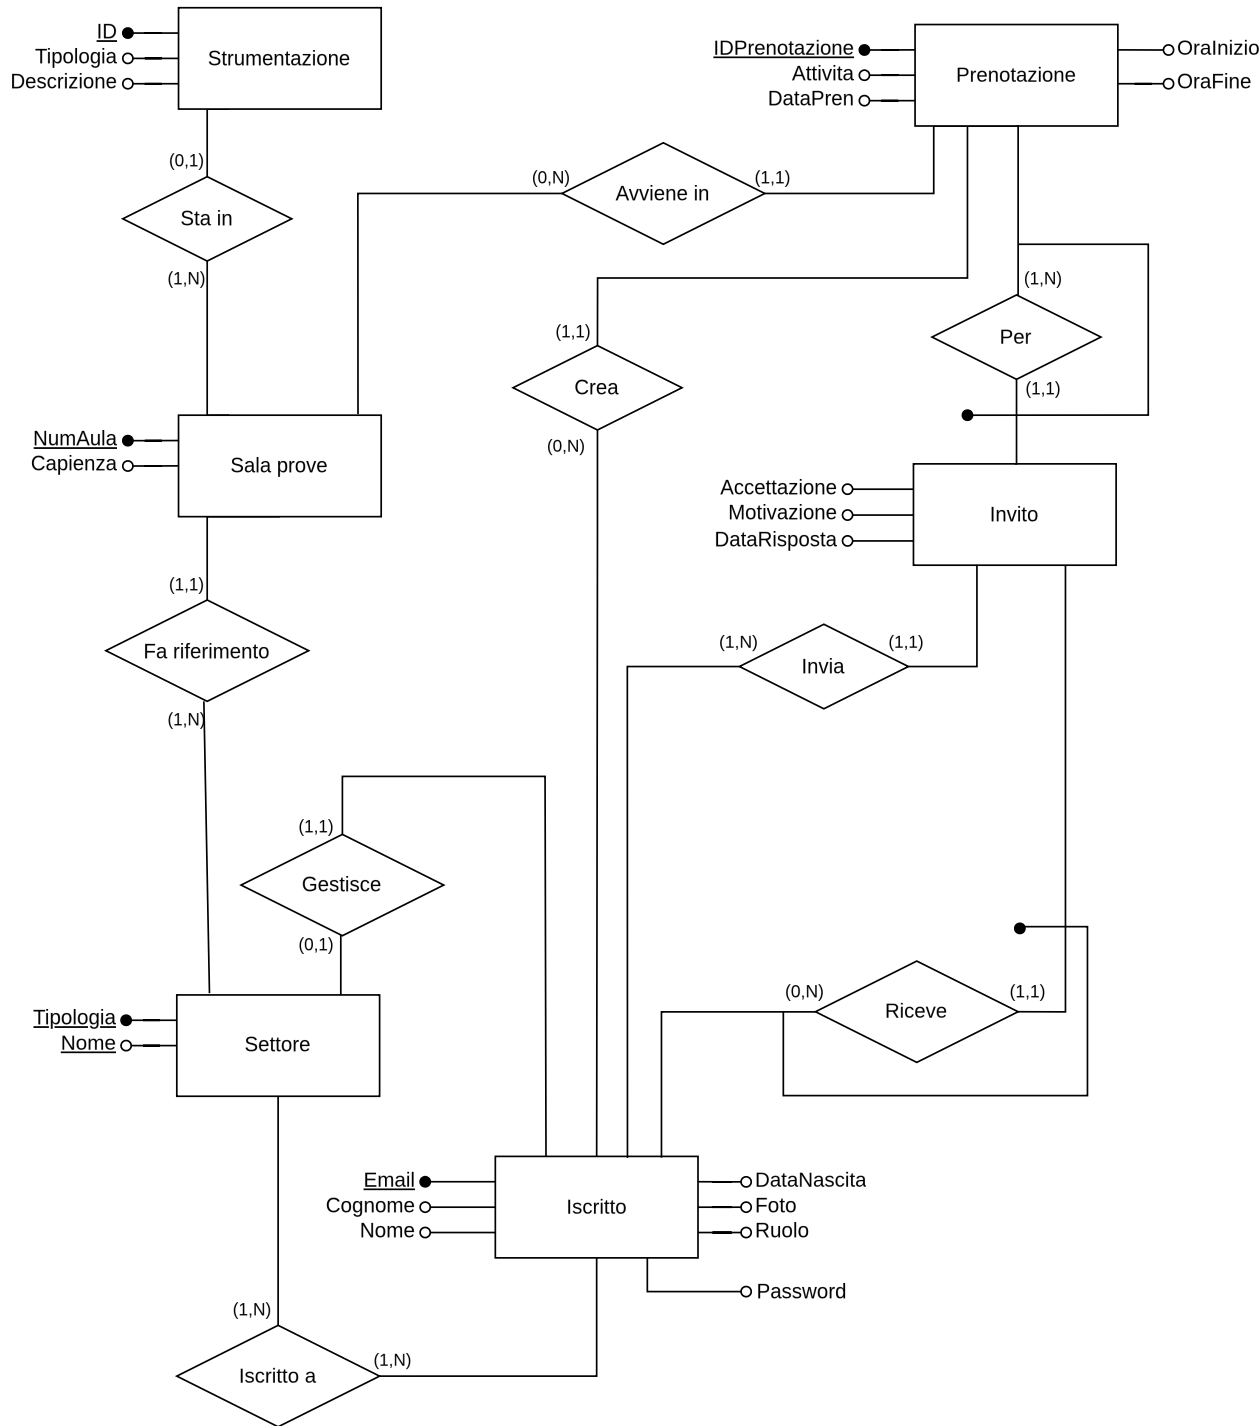 ID
Tipologia
Descrizione
Strumentazione
IDPrenotazione
Attivita
DataPren
Prenotazione
OraInizio
OraFine
(0,1)
Sta in
(1,N)
(0,N)
Avviene in
(1,1)
(1,N)
Per
(1,1)
(1,1)
Crea
(0,N)
NumAula
Capienza
Sala prove
Accettazione
Motivazione
DataRisposta
Invito
(1,1)
Fa riferimento
(1,N)
(1,N)
Invia
(1,1)
(1,1)
Gestisce
(0,1)
(0,N)
Riceve
(1,1)
Tipologia
Nome
Settore
Email
Cognome
Nome
Iscritto
DataNascita
Foto
Ruolo
Password
(1,N)
Iscritto a
(1,N)